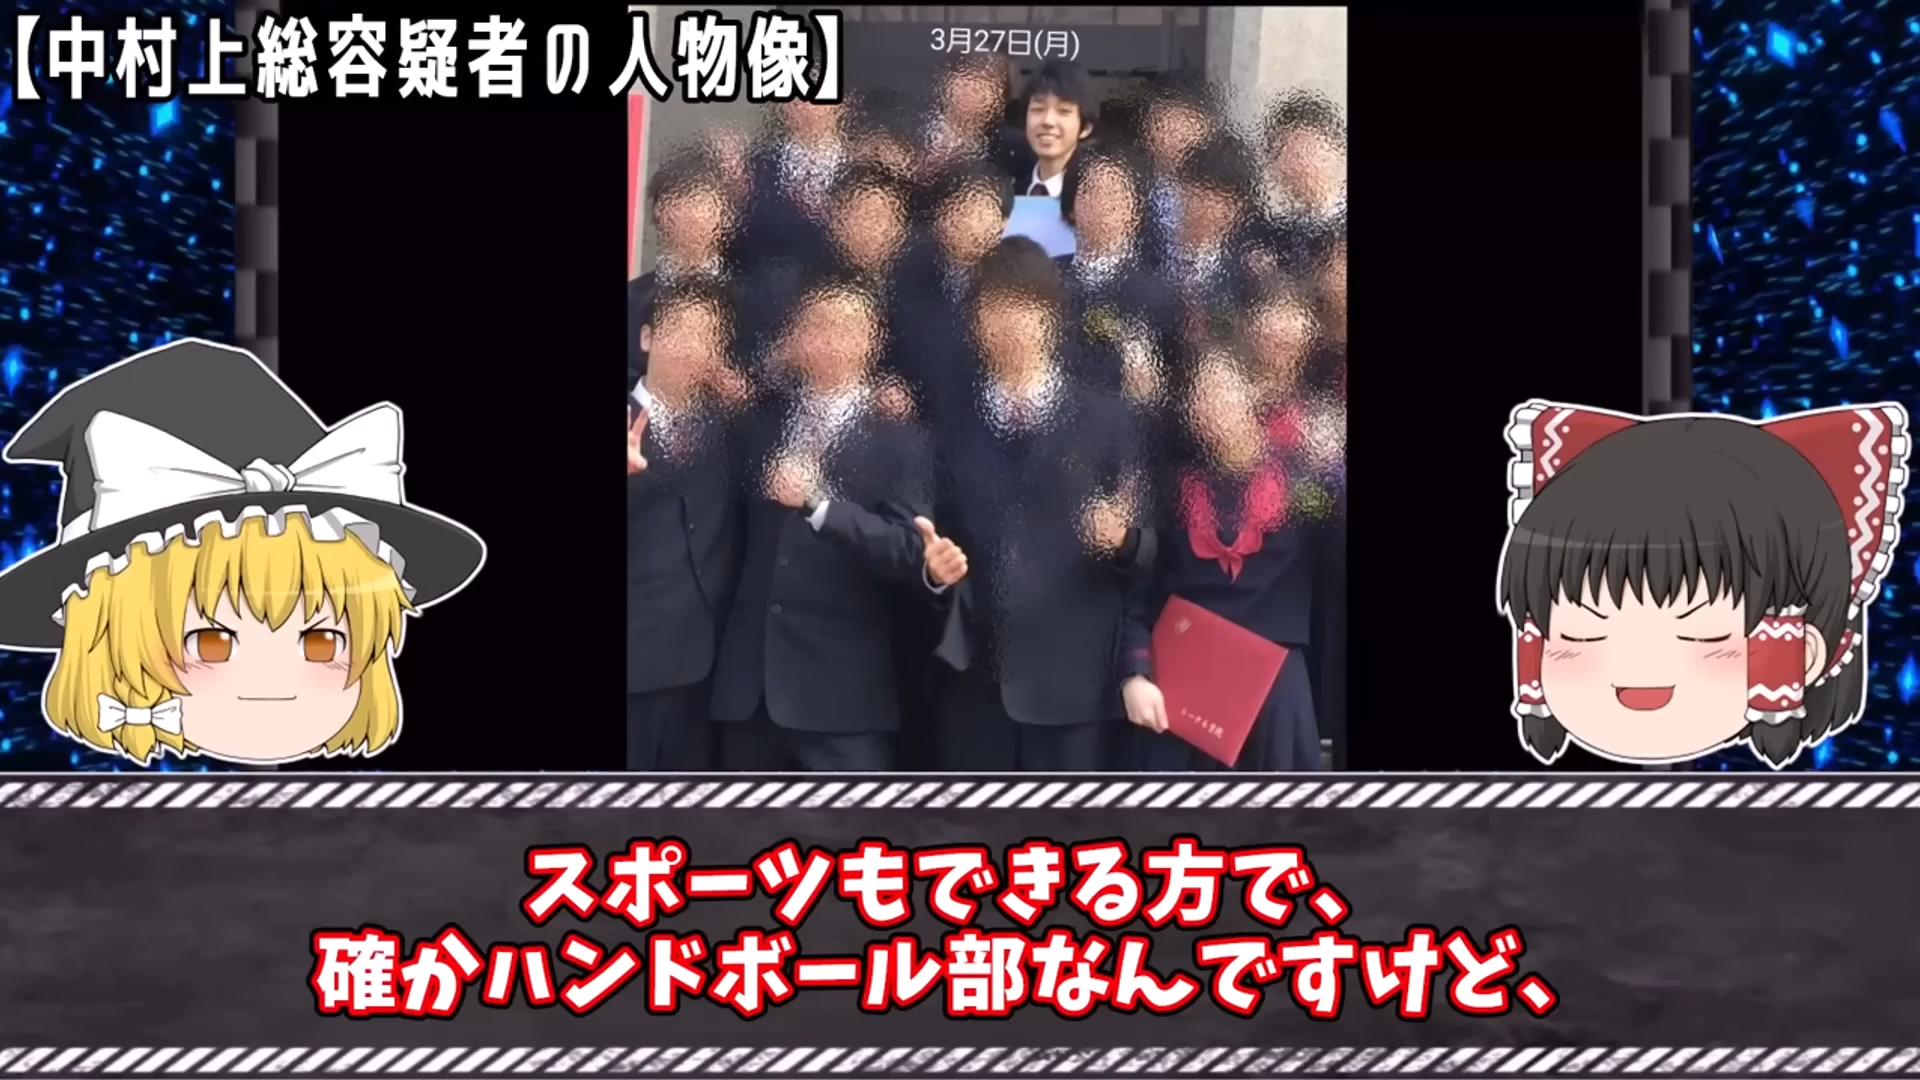 【中村上総容疑者の人物像】
3月27日(月)
スポーツもできる方で、
確かハンドボール部なんですけど、